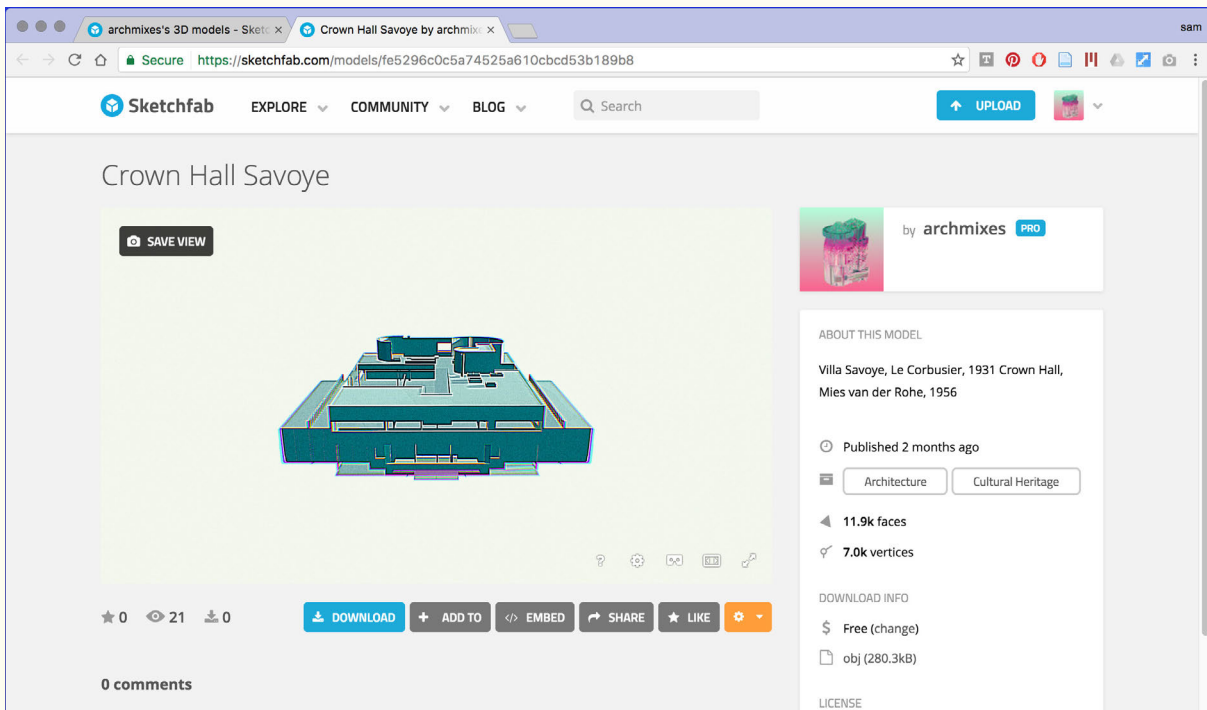 archmixes's 3D models - Sketc
Crown Hall Savoye by archmix
sam
Secure https://sketchfab.com/models/fe5296c0c5a74525a610cbcd53b189b8
Sketchfab EXPLORE COMMUNITY BLOG Search UPLOAD
Crown Hall Savoye
SAVE VIEW
by archmixes PRO
ABOUT THIS MODEL
Villa Savoye, Le Corbusier, 1931 Crown Hall,
Mies van der Rohe, 1956
Published 2 months ago
Architecture Cultural Heritage
11.9k faces
7.0k vertices
DOWNLOAD INFO
Free (change)
obj (280.3kB)
LICENSE
0 21 0 DOWNLOAD ADD TO EMBED SHARE LIKE
0 comments